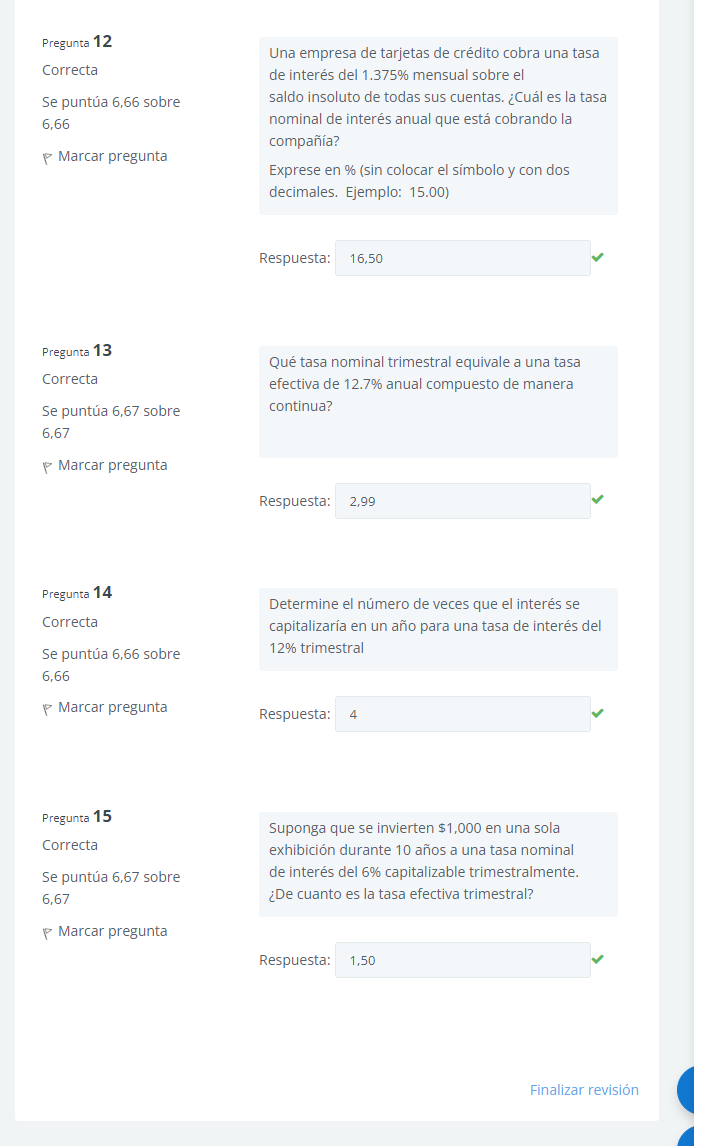 Pregunta 12
Correcta
Se puntúa 6,66 sobre
6,66
Marcar pregunta
Una empresa de tarjetas de crédito cobra una tasa
de interés del 1.375% mensual sobre el
saldo insoluto de todas sus cuentas. ¿Cuál es la tasa
nominal de interés anual que está cobrando la
compañía?
Exprese en % (sin colocar el símbolo y con dos
decimales. Ejemplo: 15.00)
Respuesta: 16,50
Pregunta 13
Correcta
Se puntúa 6,67 sobre
6,67
Marcar pregunta
Qué tasa nominal trimestral equivale a una tasa
efectiva de 12.7% anual compuesto de manera
continua?
Respuesta: 2,99
Pregunta 14
Correcta
Se puntúa 6,66 sobre
6,66
Marcar pregunta
Determine el número de veces que el interés se
capitalizaría en un año para una tasa de interés del
12% trimestral
Respuesta: 4
Pregunta 15
Correcta
Se puntúa 6,67 sobre
6,67
Marcar pregunta
Suponga que se invierten $1,000 en una sola
exhibición durante 10 años a una tasa nominal
de interés del 6% capitalizable trimestralmente.
¿De cuanto es la tasa efectiva trimestral?
Respuesta: 1,50
Finalizar revisión